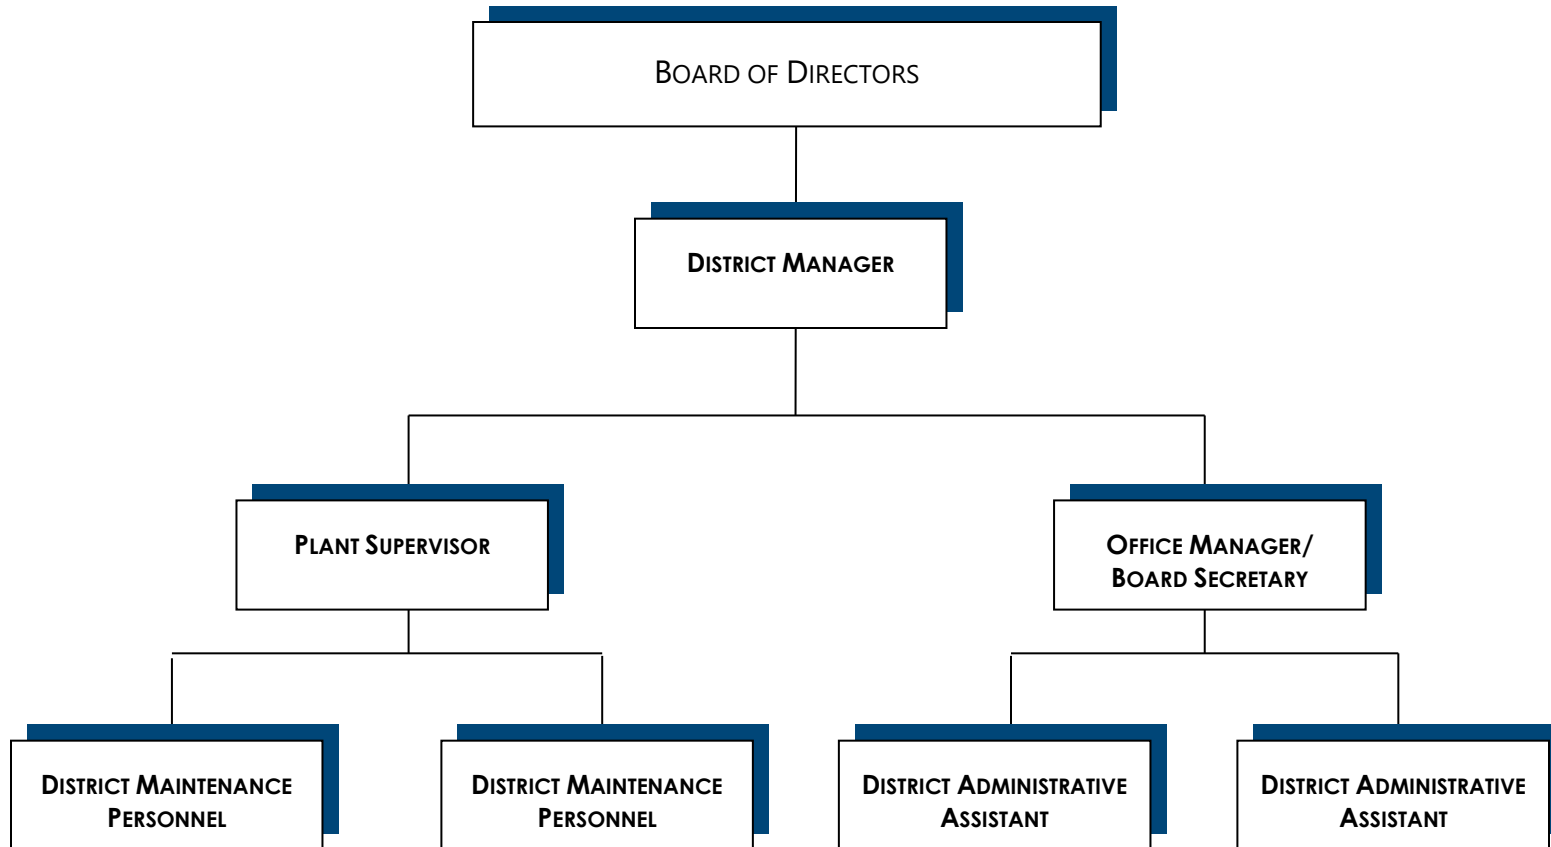 BOARD OF DIRECTORS
DISTRICT MANAGER
PLANT SUPERVISOR
OFFICE MANAGER/
BOARD SECRETARY
DISTRICT MAINTENANCE
PERSONNEL
DISTRICT MAINTENANCE
PERSONNEL
DISTRICT ADMINISTRATIVE
ASSISTANT
DISTRICT ADMINISTRATIVE
ASSISTANT